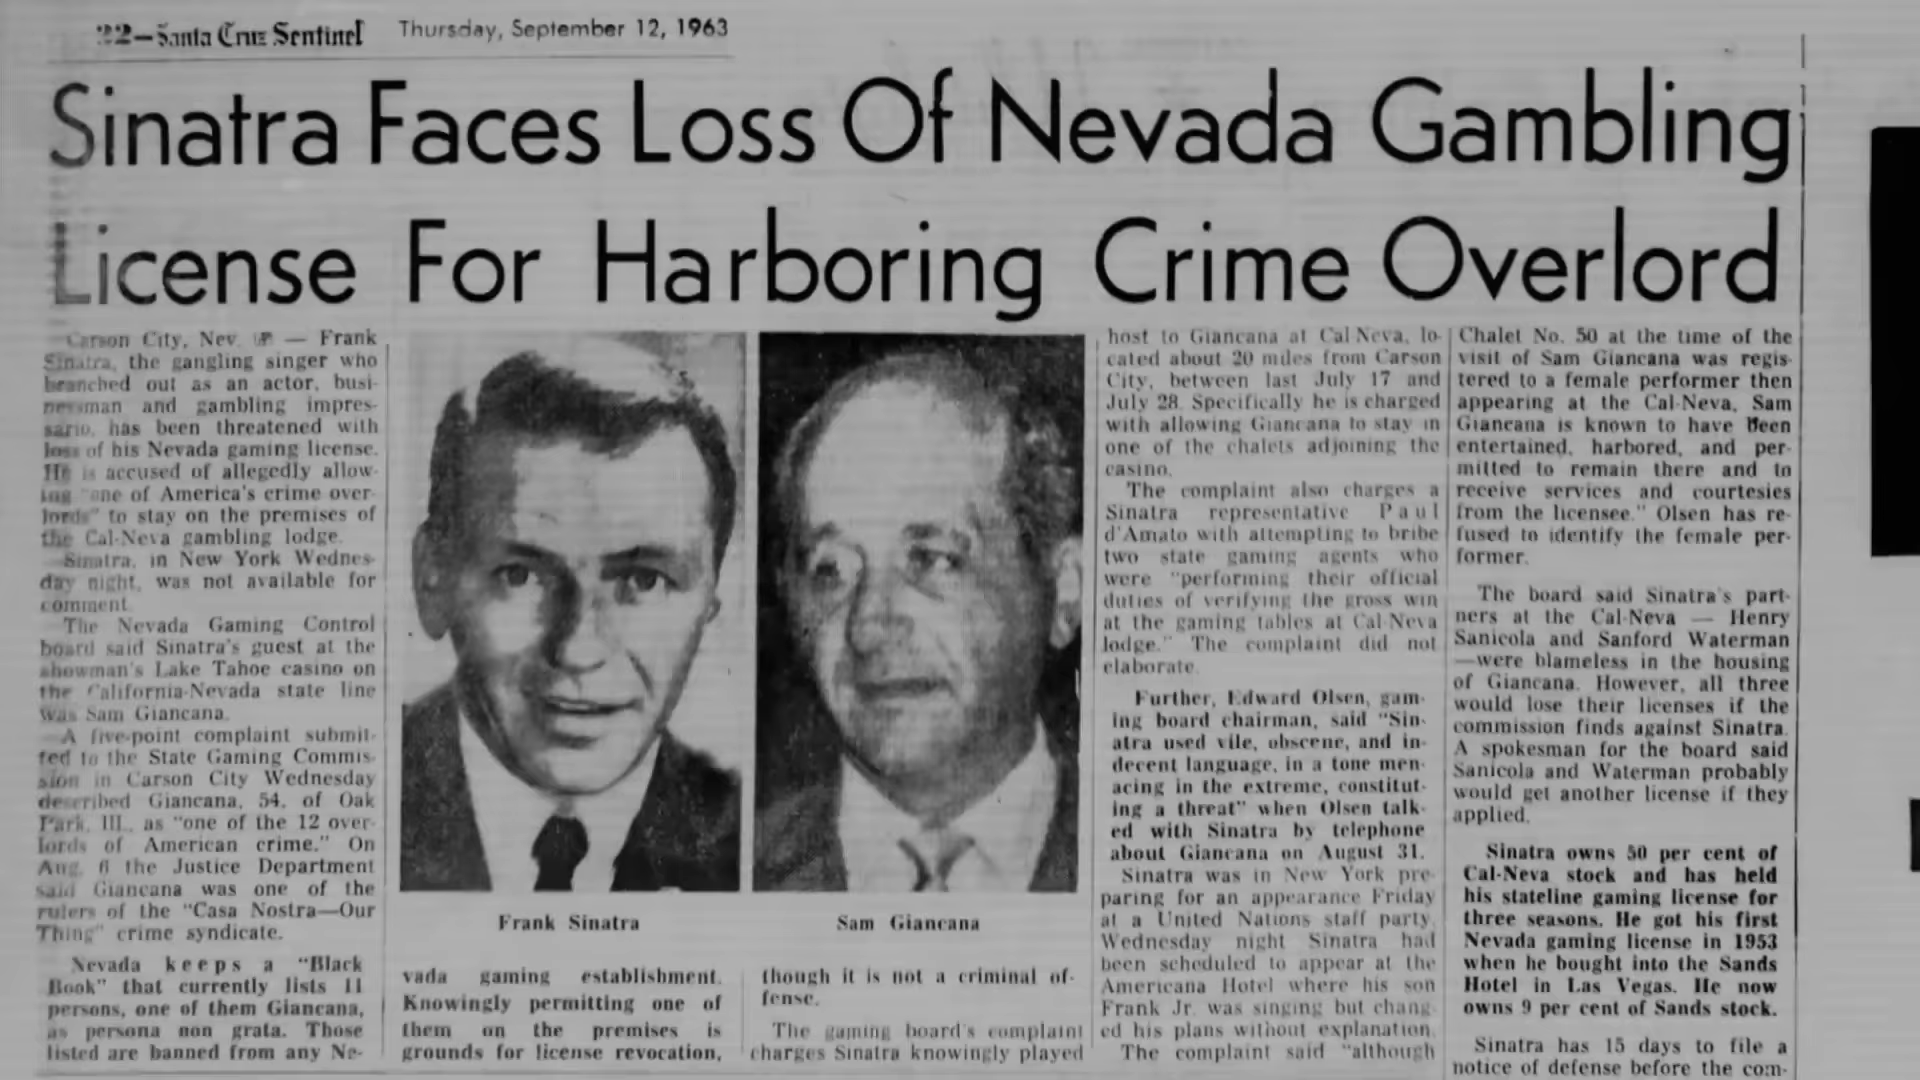 22—Santa Cruz Sentinel Thursday, September 12, 1963
Sinatra Faces Loss Of Nevada Gambling
License For Harboring Crime Overlord
Carson City, Nev. — Frank
Sinatra, the gangling singer who
branched out as an actor, busi-
nessman and gambling impres-
sario, has been threatened with
loss of his Nevada gaming license.
He is accused of allegedly allow-
ing "one of America's crime over-
lords" to stay on the premises of
the Cal-Neva gambling lodge.
Sinatra, in New York Wednes-
day night, was not available for
comment.
The Nevada Gaming Control
board said Sinatra's guest at the
showman's Lake Tahoe casino on
the California-Nevada state line
was Sam Giancana.
A five-point complaint submit-
ted to the State Gaming Commis-
sion in Carson City Wednesday
described Giancana, 54, of Oak
Park, Ill., as "one of the 12 over-
lords of American crime." On
Aug. 6 the Justice Department
said Giancana was one of the
rulers of the "Casa Nostra—Our
Thing" crime syndicate.
Nevada keeps a "Black
Book" that currently lists 11
persons, one of them Giancana,
as persona non grata. Those
listed are banned from any Ne-
Frank Sinatra
Sam Giancana
vada gaming establishment.
Knowingly permitting one of
them on the premises is
grounds for license revocation,
though it is not a criminal of-
fense.
The gaming board's complaint
charges Sinatra knowingly played
host to Giancana at Cal Neva, lo-
cated about 20 miles from Carson
City, between last July 17 and
July 28. Specifically he is charged
with allowing Giancana to stay in
one of the chalets adjoining the
casino.
The complaint also charges a
Sinatra representative Paul
d'Amato with attempting to bribe
two state gaming agents who
were "performing their official
duties of verifying the gross win
at the gaming tables at Cal-Neva
lodge." The complaint did not
elaborate.
Further, Edward Olsen, gam-
ing board chairman, said "Sin-
atra used vile, obscene, and in-
decent language, in a tone men-
acing in the extreme, constitut-
ing a threat" when Olsen talk-
ed with Sinatra by telephone
about Giancana on August 31.
Sinatra was in New York pre-
paring for an appearance Friday
at a United Nations staff party.
Wednesday night Sinatra had
been scheduled to appear at the
Americana Hotel where his son
Frank Jr. was singing but chang-
ed his plans without explanation.
The complaint said "although
Chalet No. 50 at the time of the
visit of Sam Giancana was regis-
tered to a female performer then
appearing at the Cal-Neva, Sam
Giancana is known to have been
entertained, harbored, and per-
mitted to remain there and to
receive services and courtesies
from the licensee." Olsen has re-
fused to identify the female per-
former.
The board said Sinatra's part-
ners at the Cal-Neva — Henry
Sanicola and Sanford Waterman
—were blameless in the housing
of Giancana. However, all three
would lose their licenses if the
commission finds against Sinatra.
A spokesman for the board said
Sanicola and Waterman probably
would get another license if they
applied.
Sinatra owns 50 per cent of
Cal-Neva stock and has held
his stateline gaming license for
three seasons. He got his first
Nevada gaming license in 1953
when he bought into the Sands
Hotel in Las Vegas. He now
owns 9 per cent of Sands stock.
Sinatra has 15 days to file a
notice of defense before the com-